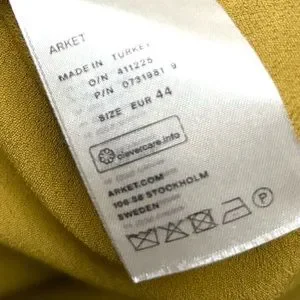 ARKET
MADE IN TURKEY
O/N 411225
P/N 0731981 9
SIZE EUR 44
clevercare.info
ARKET.COM
106 38 STOCKHOLM
SWEDEN
P